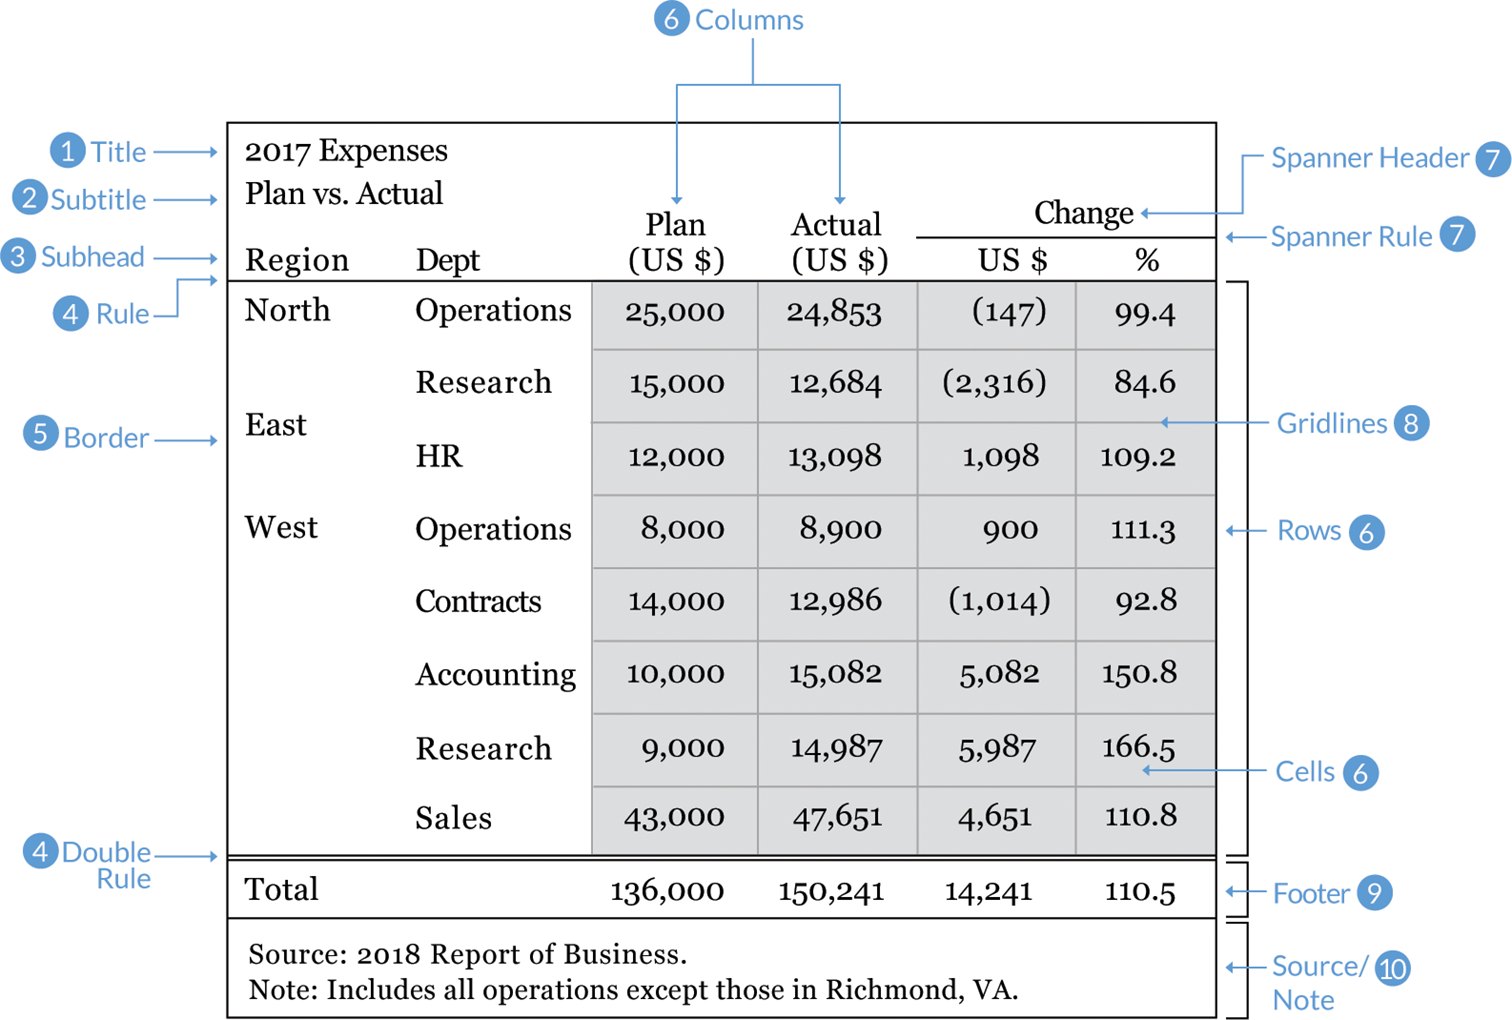 6 Columns
1 Title
2017 Expenses
Spanner Header 7
2 Subtitle
Plan vs. Actual
Change
Spanner Rule 7
Plan Actual
3 Subhead
Region Dept (US $) (US $) US $ %
4 Rule
North Operations 25,000 24,853 (147) 99.4
Research 15,000 12,684 (2,316) 84.6
5 Border
East
Gridlines 8
HR 12,000 13,098 1,098 109.2
West Operations 8,000 8,900 900 111.3
Rows 6
Contracts 14,000 12,986 (1,014) 92.8
Accounting 10,000 15,082 5,082 150.8
Research 9,000 14,987 5,987 166.5
Cells 6
Sales 43,000 47,651 4,651 110.8
4 Double
Rule
Total 136,000 150,241 14,241 110.5
Footer 9
Source: 2018 Report of Business.
Note: Includes all operations except those in Richmond, VA.
Source/ 10
Note